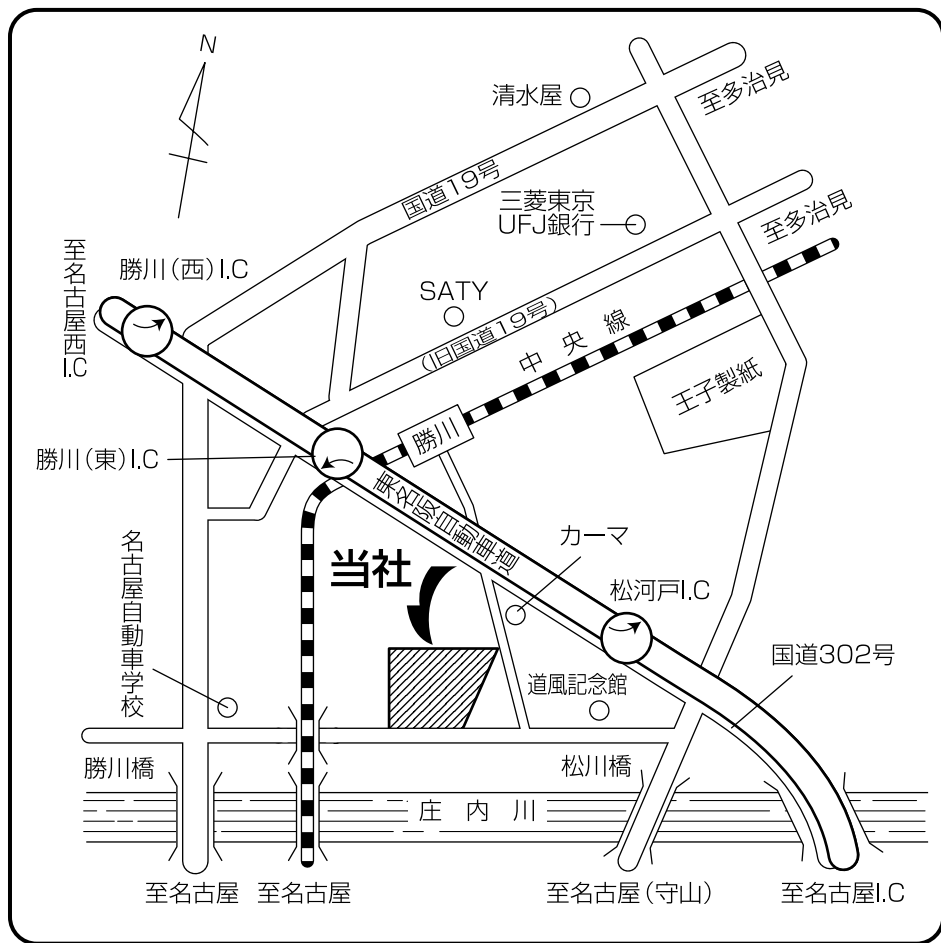 N
清水屋
至多治見
国道19号
三菱東京
UFJ銀行
至多治見
至名古屋西I.C
勝川(西)I.C
SATY
(旧国道19号)
中央線
王子製紙
勝川
勝川(東)I.C
東名阪自動車道
カーマ
当社
名古屋自動車学校
松河戸I.C
国道302号
道風記念館
勝川橋
松川橋
庄内川
至名古屋
至名古屋
至名古屋(守山)
至名古屋I.C